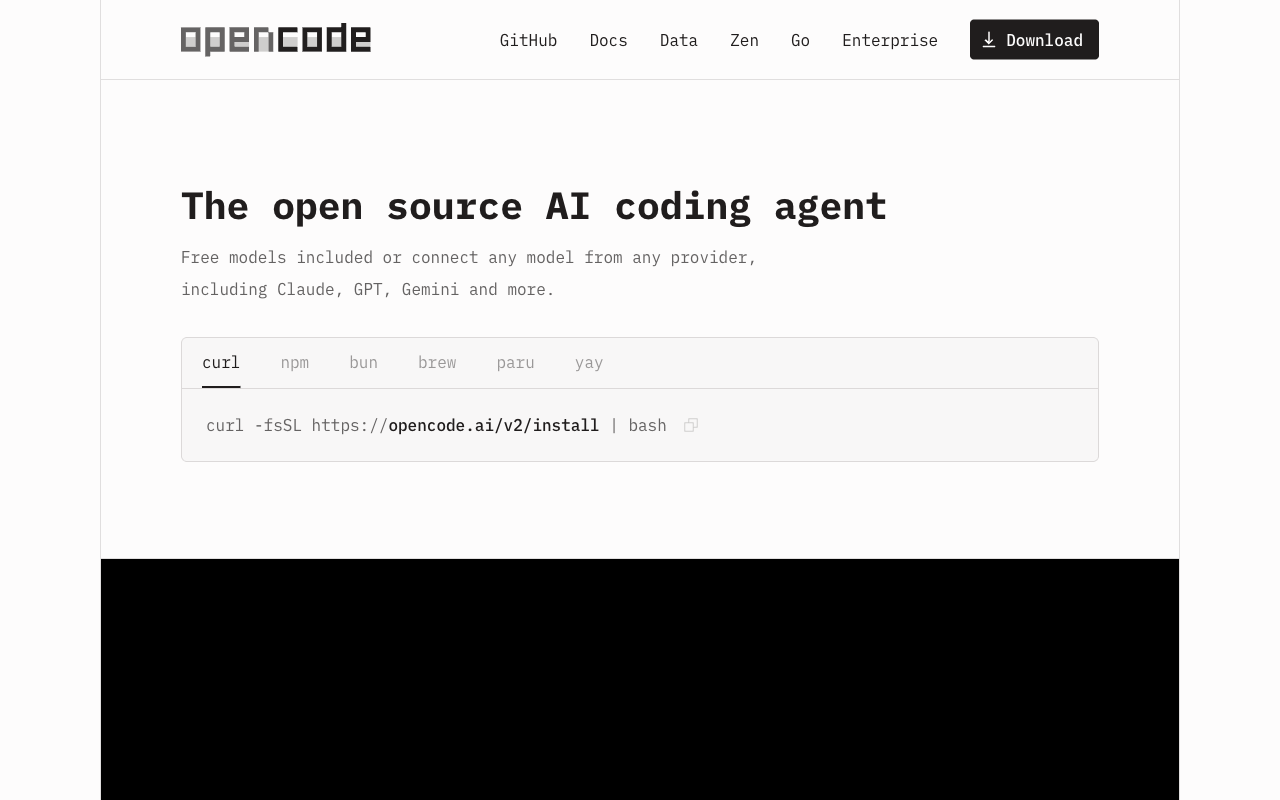 opencode
GitHub Docs Data Zen Go Enterprise Download
The open source AI coding agent
Free models included or connect any model from any provider,
including Claude, GPT, Gemini and more.
curl npm bun brew paru yay
curl -fsSL https://opencode.ai/v2/install | bash